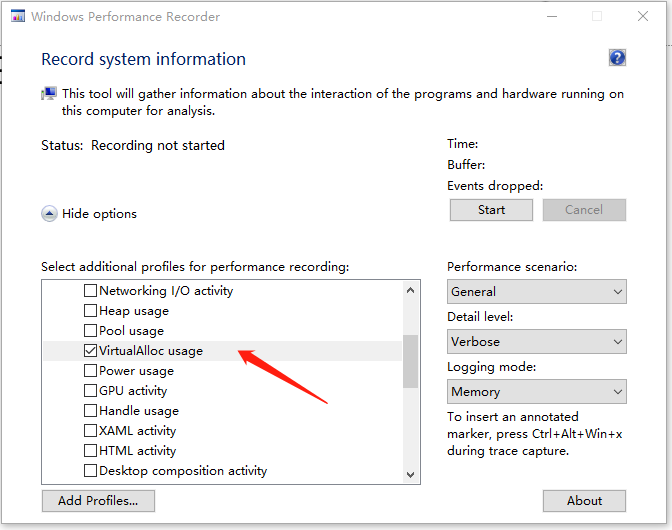 Windows Performance Recorder
Record system information
This tool will gather information about the interaction of the programs and hardware running on
this computer for analysis.
Status: Recording not started
Time:
Buffer:
Events dropped:
Hide options
Start
Cancel
Select additional profiles for performance recording:
Networking I/O activity
Heap usage
Pool usage
VirtualAlloc usage
Power usage
GPU activity
Handle usage
XAML activity
HTML activity
Desktop composition activity
Performance scenario:
General
Detail level:
Verbose
Logging mode:
Memory
To insert an annotated
marker, press Ctrl+Alt+Win+x
during trace capture.
Add Profiles...
About